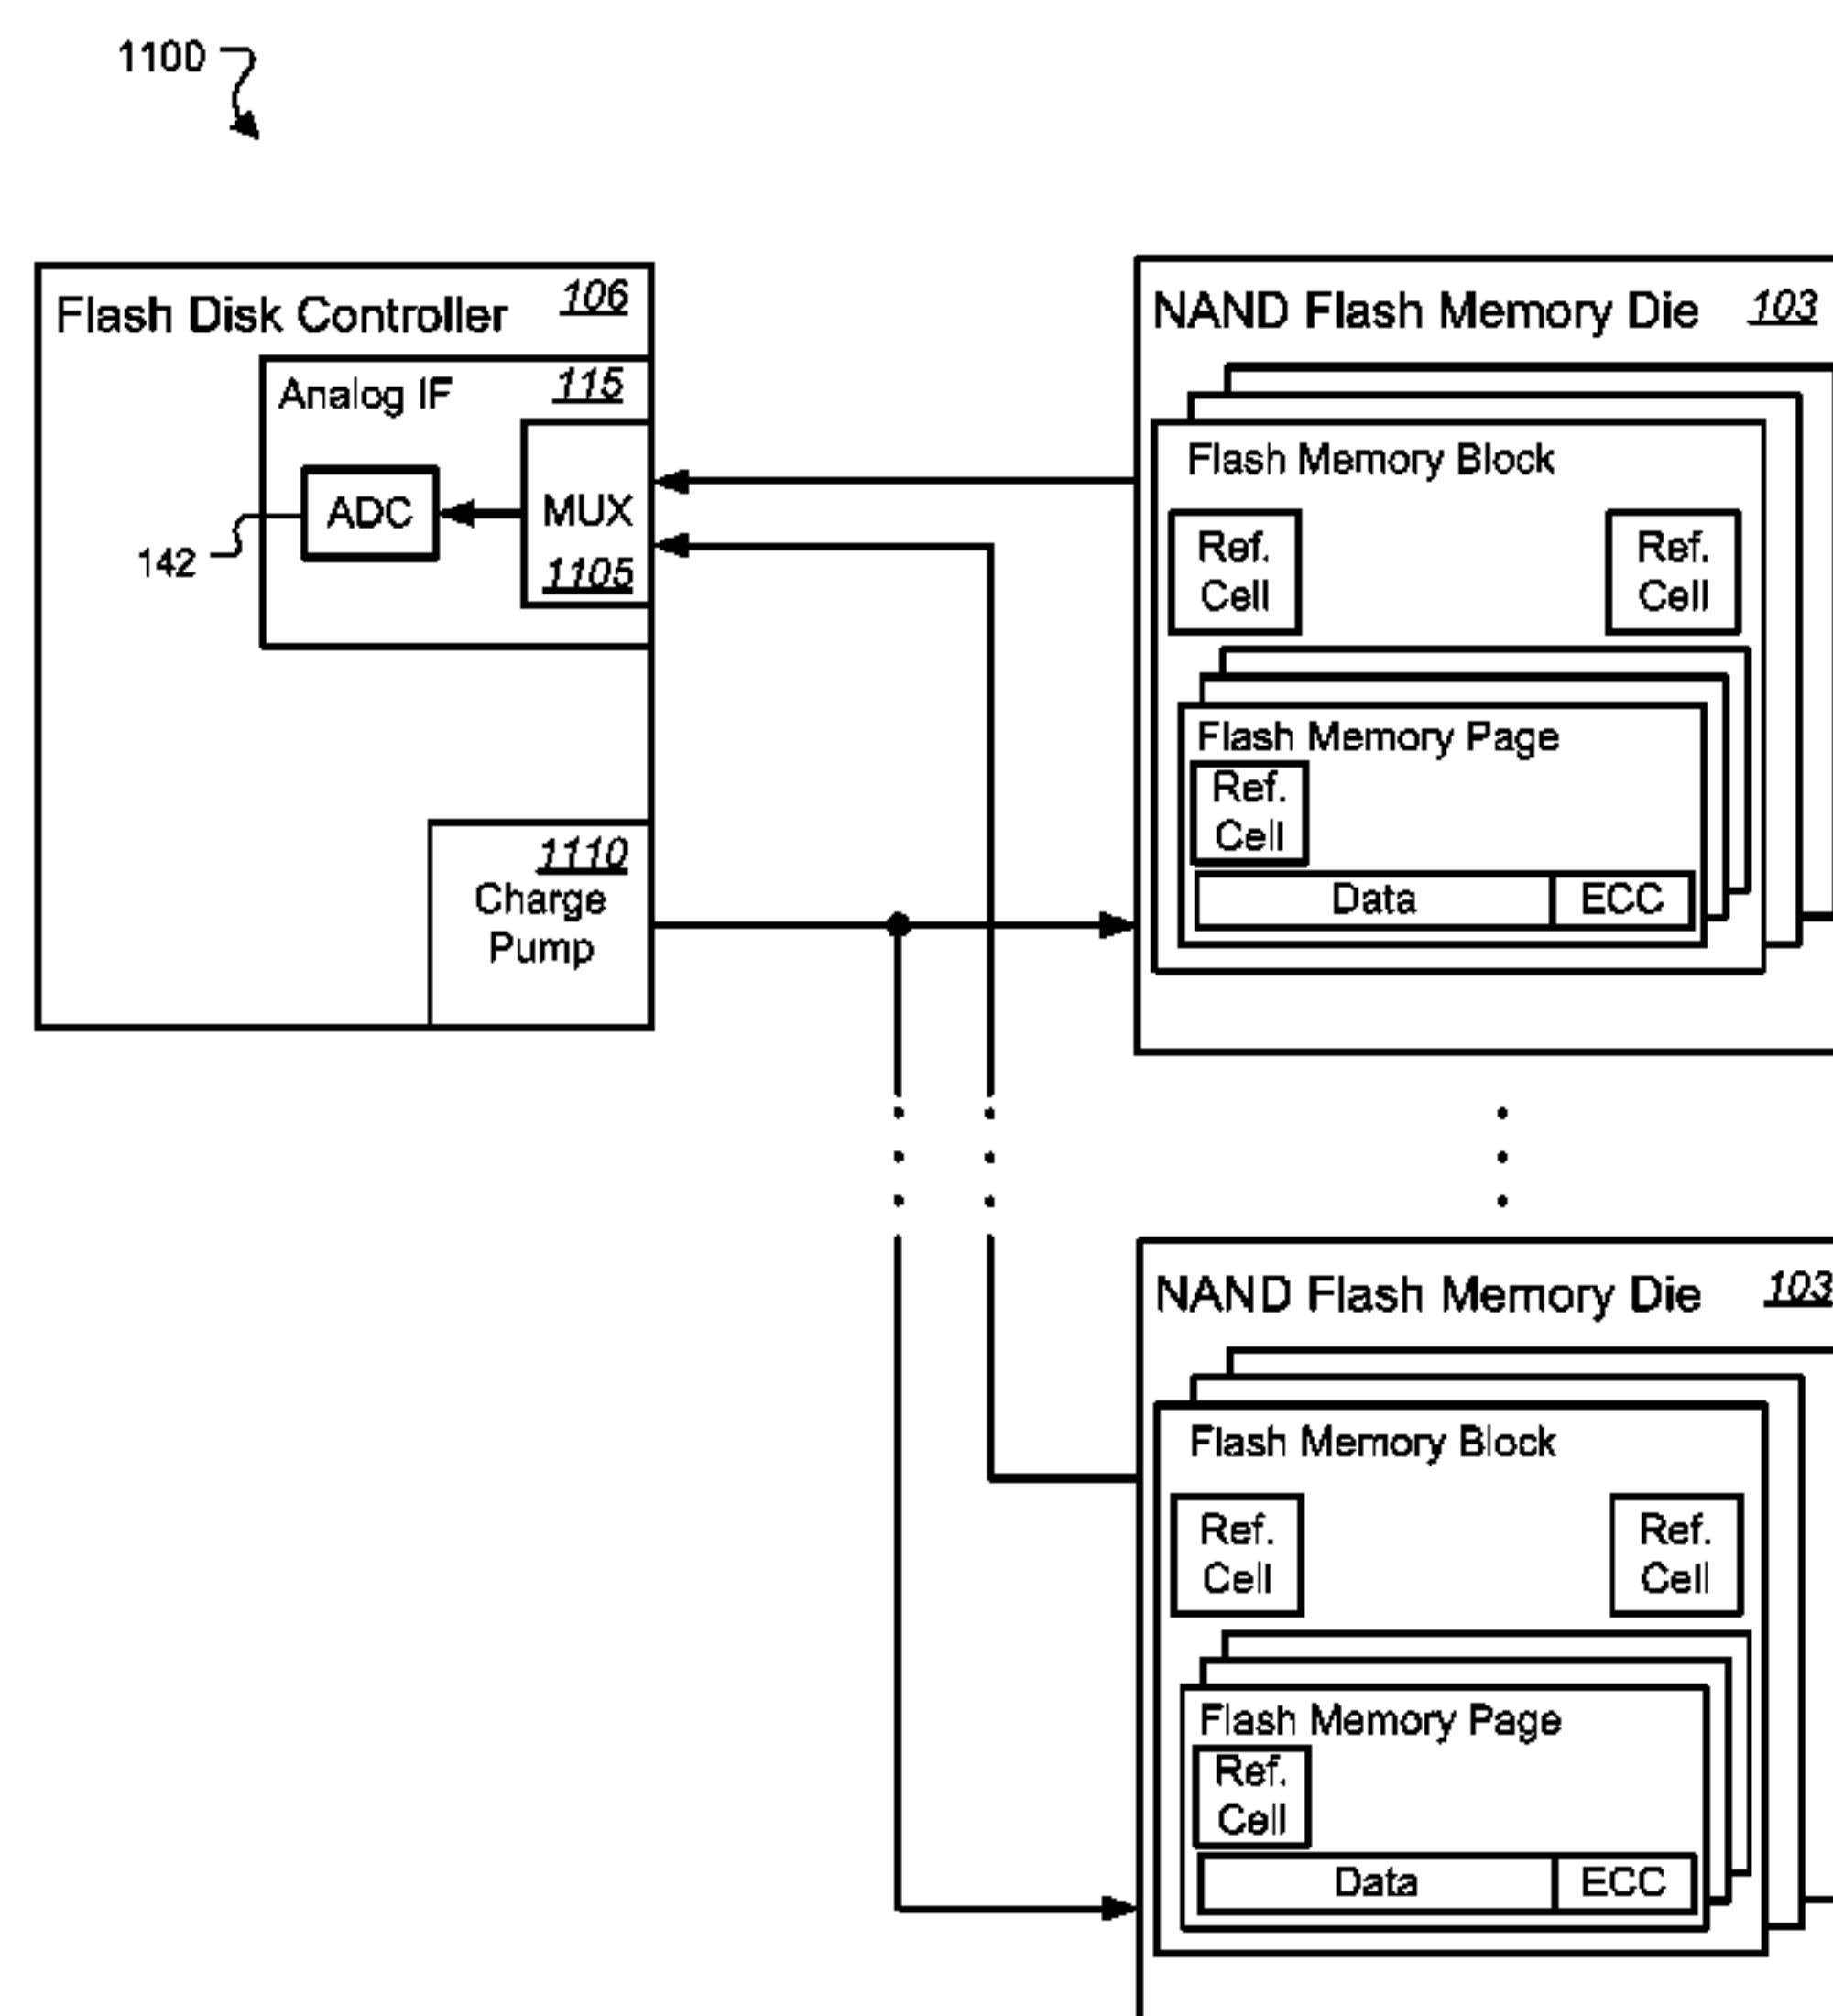 1100
Flash Disk Controller 106
Analog IF 115
ADC
MUX
1105
142
1110
Charge
Pump
NAND Flash Memory Die 103
Flash Memory Block
Ref.
Cell
Ref.
Cell
Flash Memory Page
Ref.
Cell
Data ECC
NAND Flash Memory Die 103
Flash Memory Block
Ref.
Cell
Ref.
Cell
Flash Memory Page
Ref.
Cell
Data ECC